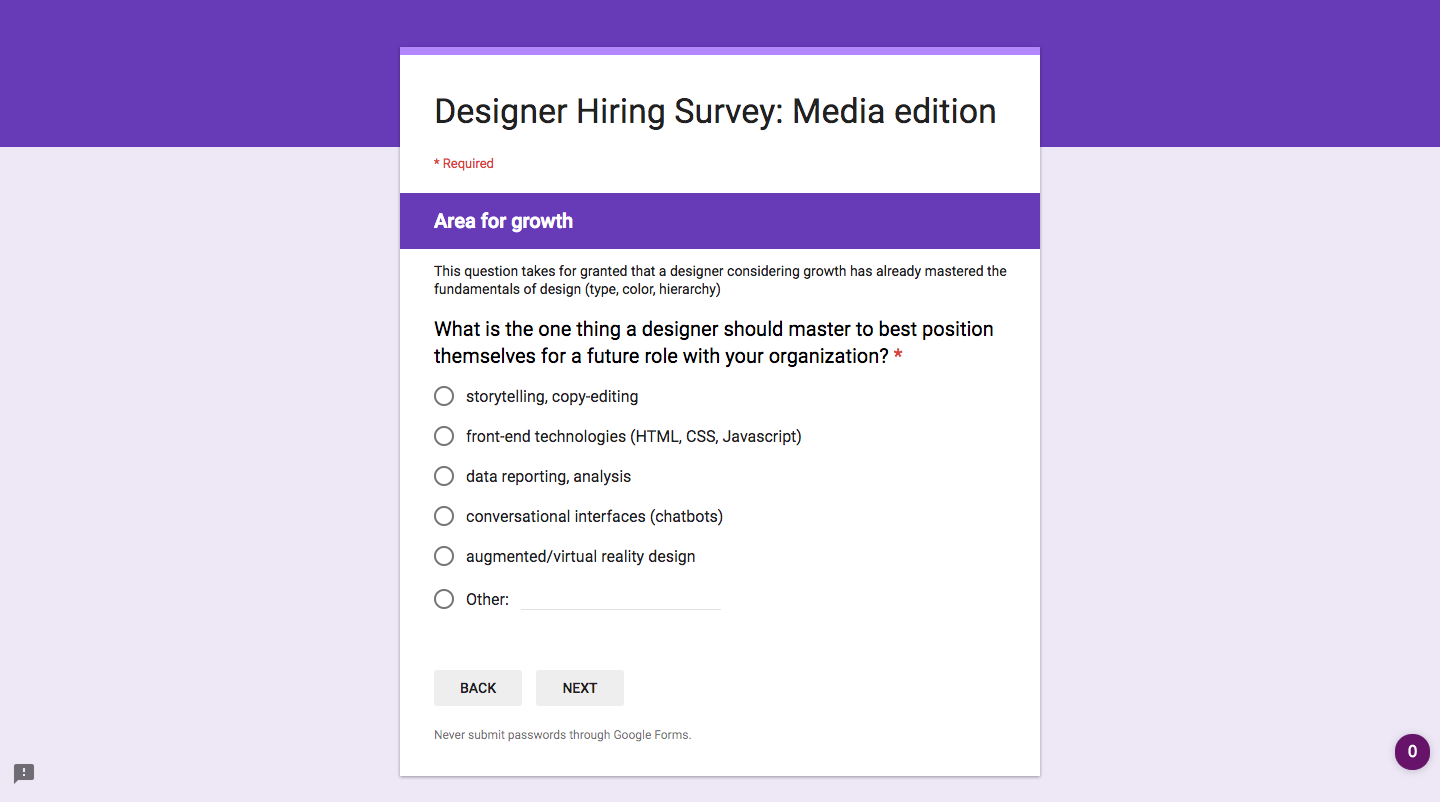 Designer Hiring Survey: Media edition
* Required
Area for growth
This question takes for granted that a designer considering growth has already mastered the
fundamentals of design (type, color, hierarchy)
What is the one thing a designer should master to best position
themselves for a future role with your organization? *
storytelling, copy-editing
front-end technologies (HTML, CSS, Javascript)
data reporting, analysis
conversational interfaces (chatbots)
augmented/virtual reality design
Other:
BACK NEXT
Never submit passwords through Google Forms.
0
!